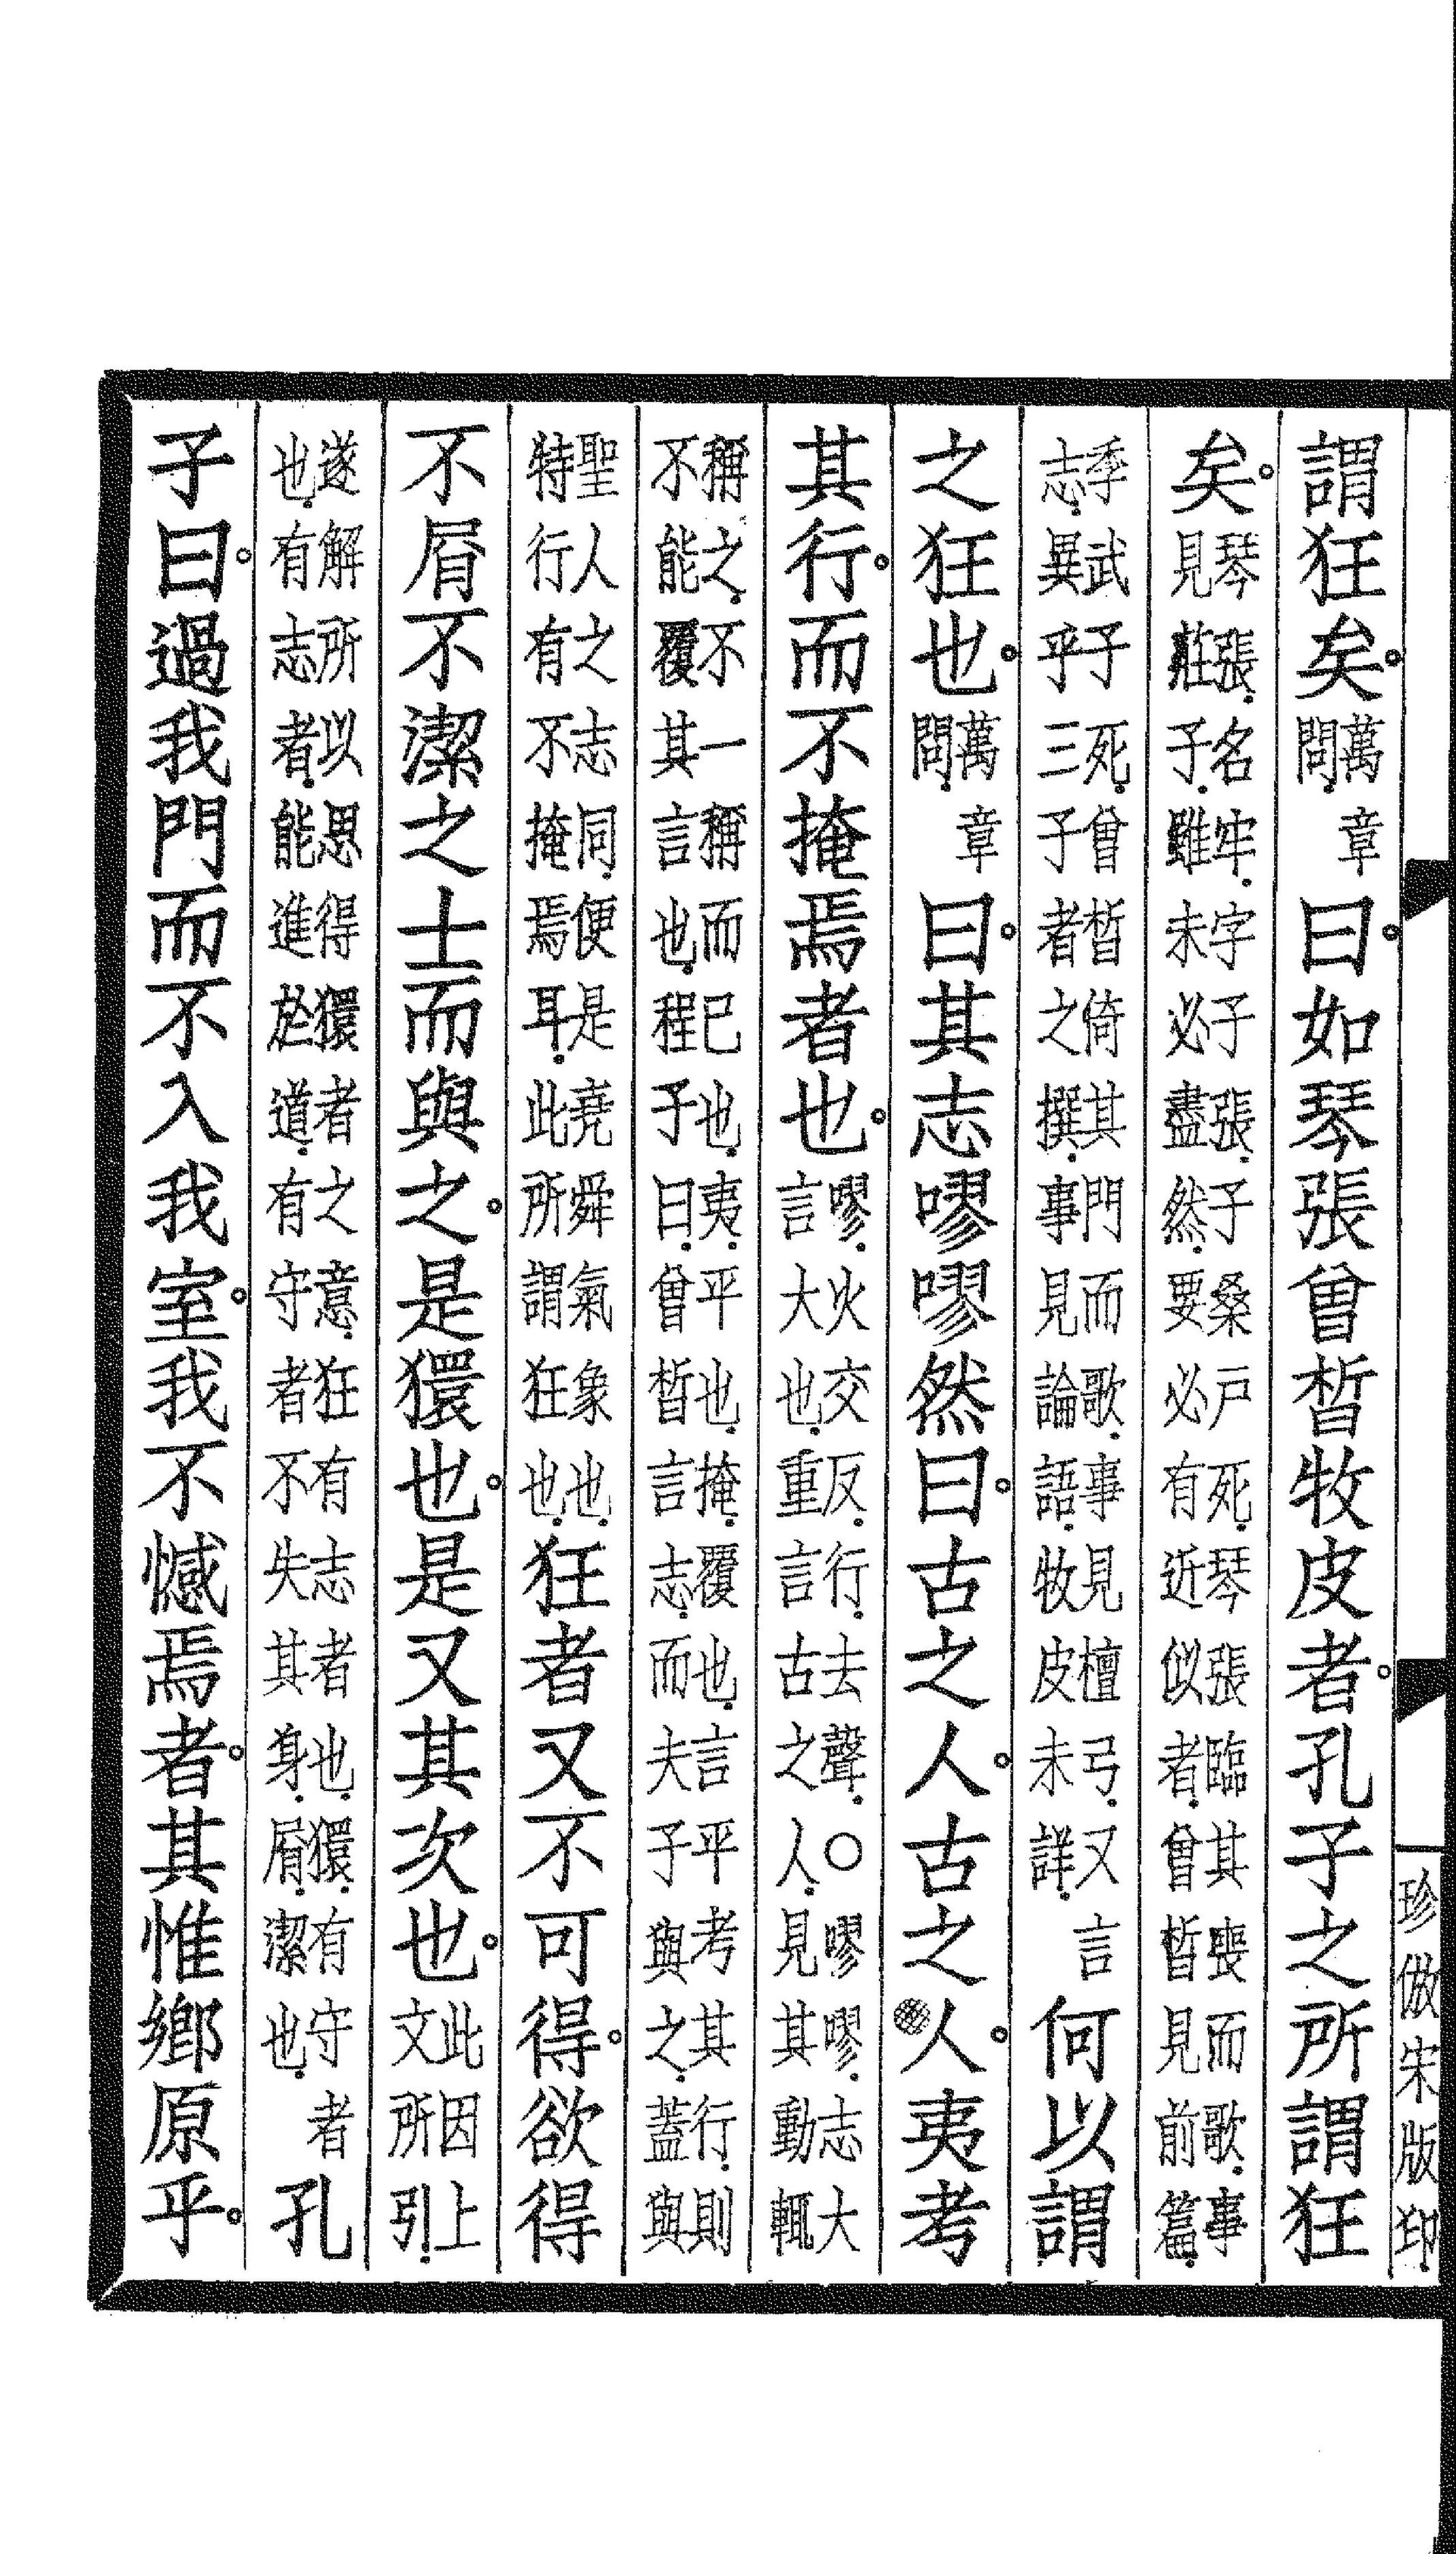 珍倣宋版印
謂狂矣。萬章問.曰。如琴張曾晳牧皮者。孔子之所謂狂
矣。琴張.名牢.字子張.子桑戶死.琴張臨其喪而歌.事
見莊子.雖未必盡然.要必有近似者.曾晳見前篇.
季武子死.曾晳倚其門而歌.事見檀弓.又言
志.異乎三子者之撰.事見論語.牧皮未詳.何以謂
之狂也。萬章問.曰。其志嘐嘐然曰。古之人。古之人。夷考
其行。而不掩焉者也。嘐.火交反.行.去聲.○嘐嘐.志大
言大也.重言古之人.見其動輒
稱之.不一稱而已也.夷.平也.掩.覆也.言平考其行.則
不能覆其言也.程子曰.曾晳言志.而夫子與之.蓋與
聖人之志同.便是堯舜氣象也.
特行有不掩焉耳.此所謂狂也.狂者又不可得。欲得
不屑不潔之士而與之。是獧也。是又其次也。此因上
文所引.
遂解所以思得獧者之意.狂有志者也.獧.有守者
也.有志者.能進於道.有守者不失其身.屑.潔也.孔
子曰。過我門而不入我室。我不憾焉者。其惟鄉原乎。